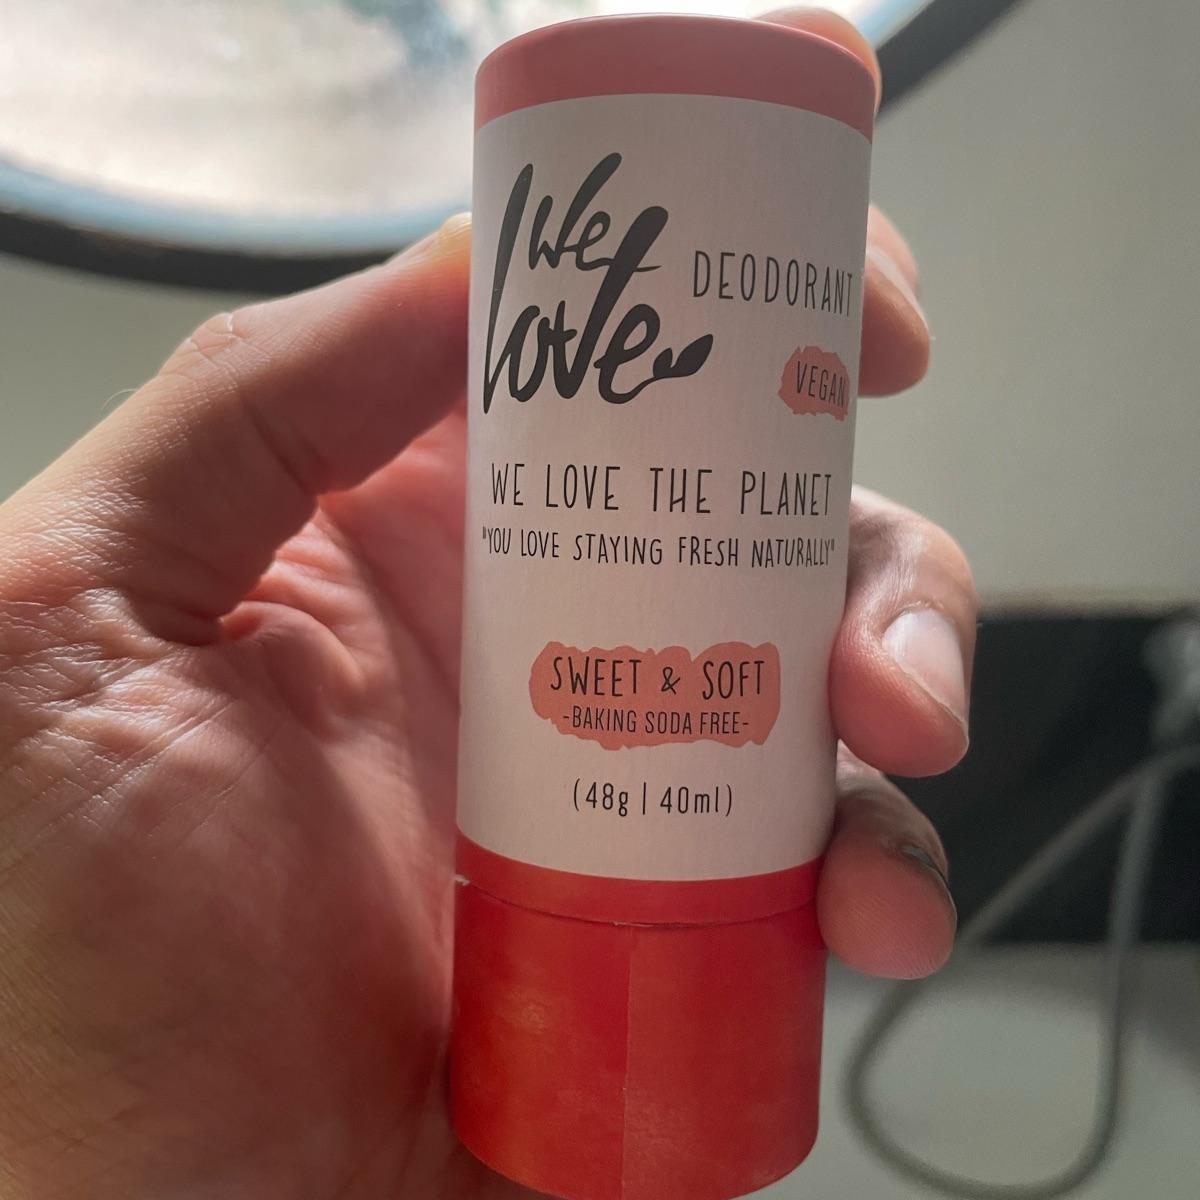 We
love
DEODORANT
VEGAN
WE LOVE THE PLANET
"YOU LOVE STAYING FRESH NATURALLY"
SWEET & SOFT
-BAKING SODA FREE-
(48g | 40ml)